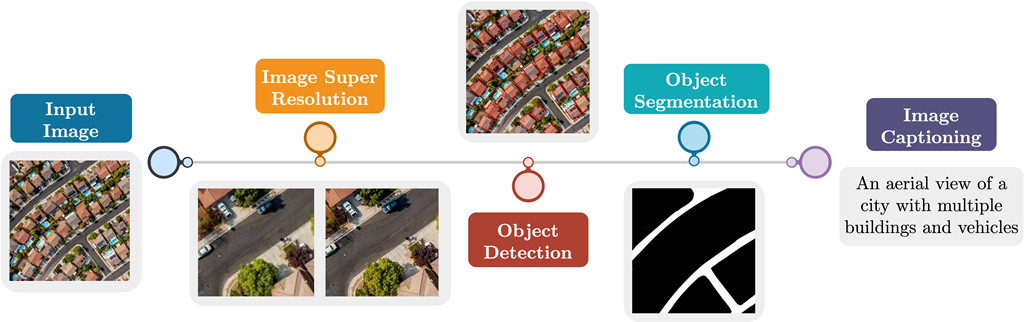 Input
Image
Image Super
Resolution
Object
Detection
Object
Segmentation
Image
Captioning
An aerial view of a
city with multiple
buildings and vehicles